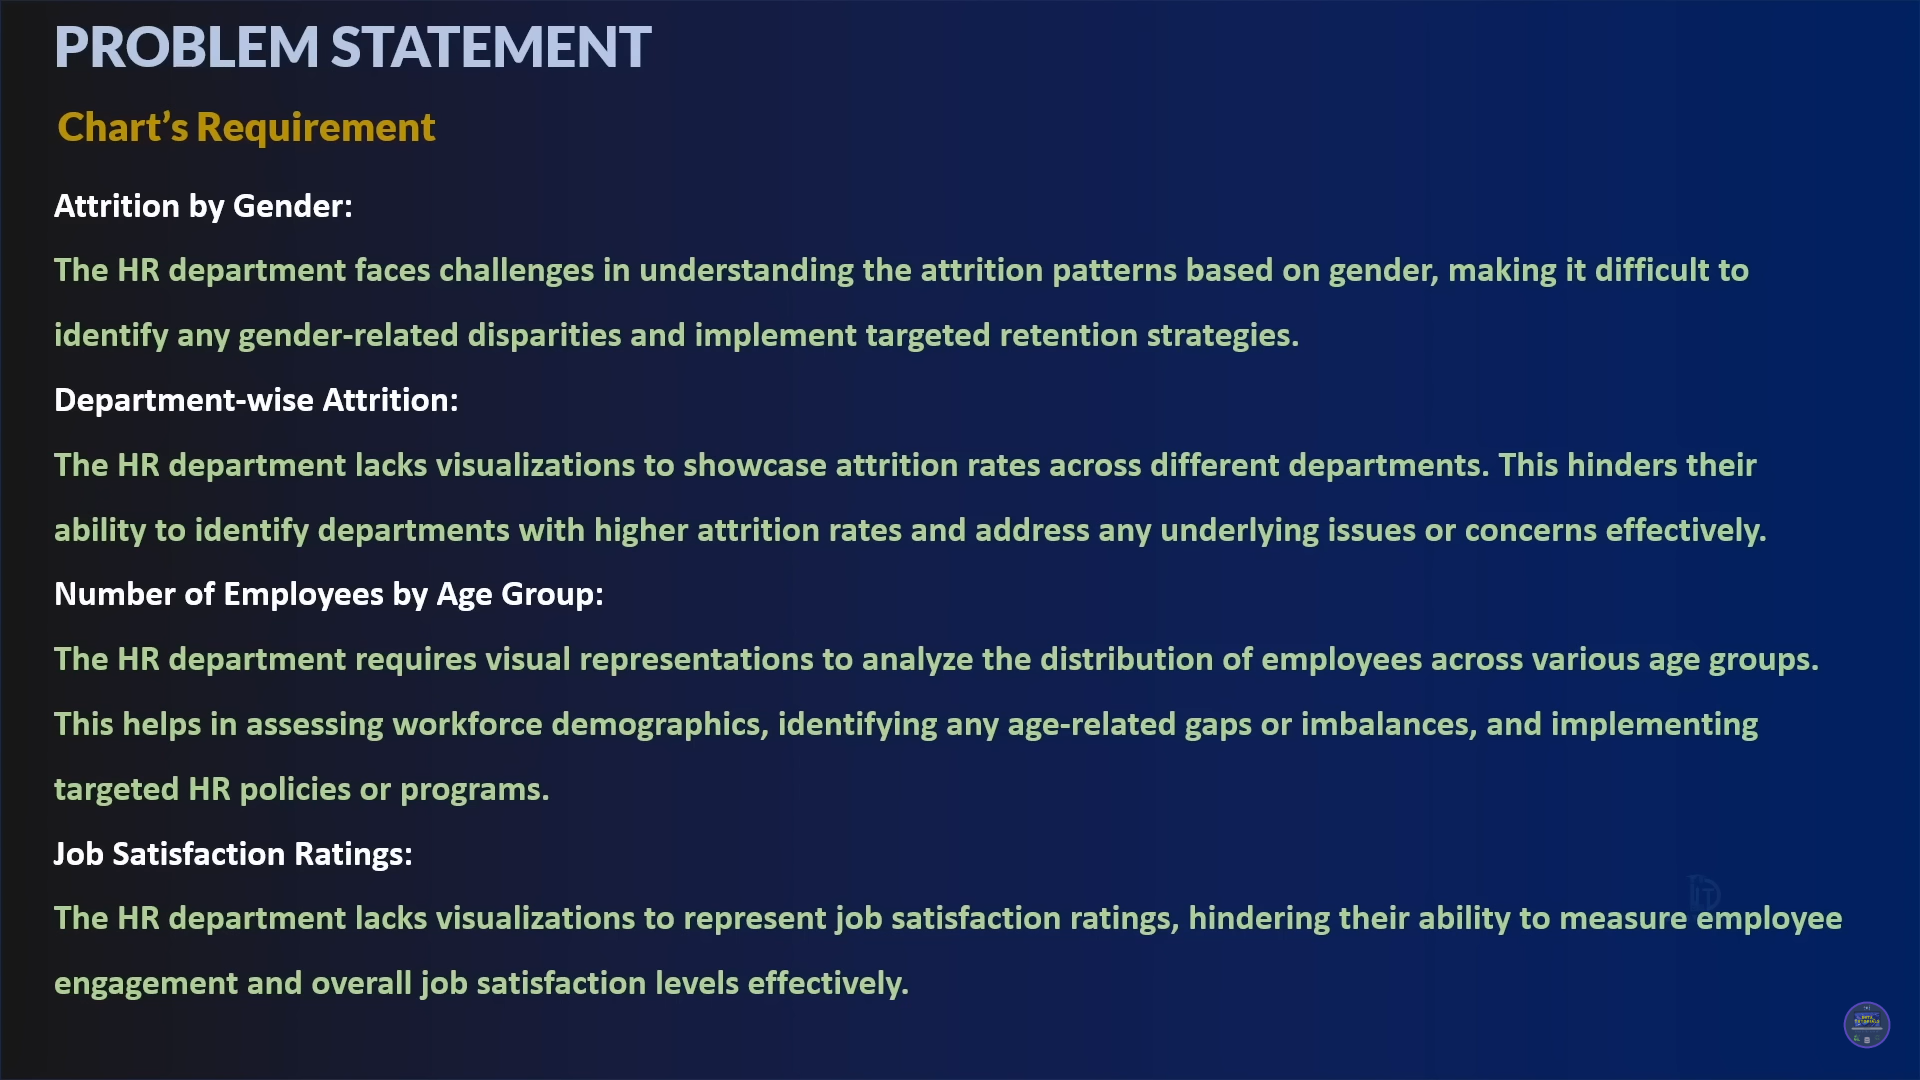 PROBLEM STATEMENT
Chart’s Requirement
Attrition by Gender:
The HR department faces challenges in understanding the attrition patterns based on gender, making it difficult to
identify any gender-related disparities and implement targeted retention strategies.
Department-wise Attrition:
The HR department lacks visualizations to showcase attrition rates across different departments. This hinders their
ability to identify departments with higher attrition rates and address any underlying issues or concerns effectively.
Number of Employees by Age Group:
The HR department requires visual representations to analyze the distribution of employees across various age groups.
This helps in assessing workforce demographics, identifying any age-related gaps or imbalances, and implementing
targeted HR policies or programs.
Job Satisfaction Ratings:
The HR department lacks visualizations to represent job satisfaction ratings, hindering their ability to measure employee
engagement and overall job satisfaction levels effectively.